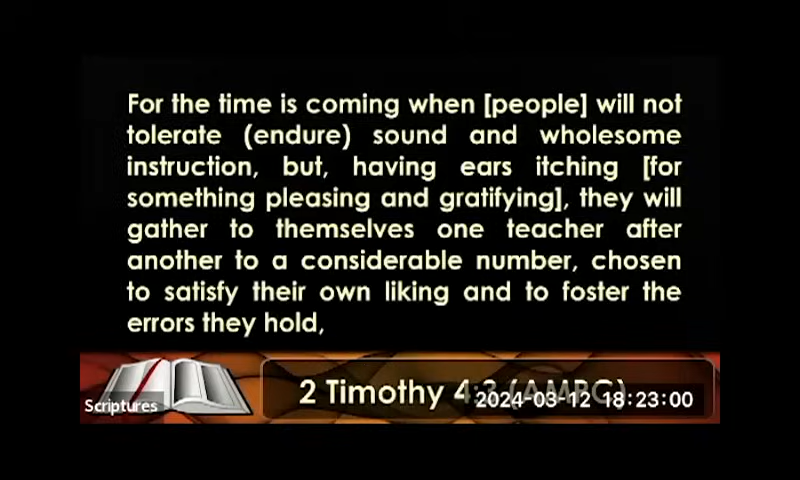 For the time is coming when [people] will not
tolerate (endure) sound and wholesome
instruction, but, having ears itching [for
something pleasing and gratifying], they will
gather to themselves one teacher after
another to a considerable number, chosen
to satisfy their own liking and to foster the
errors they hold,
2 Timothy 4:3 (AMPC)
Scriptures
2024-03-12 18:23:00